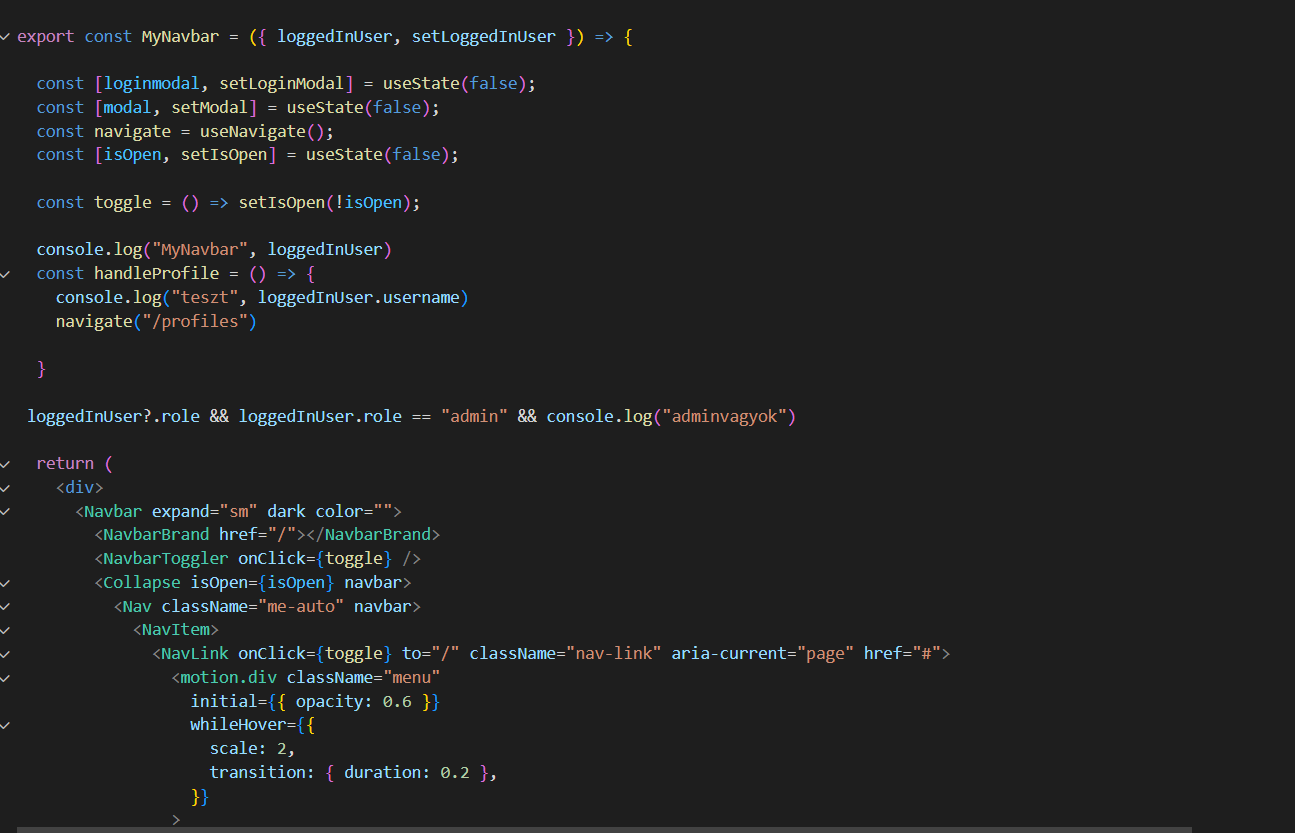 export const MyNavbar = ({ loggedInUser, setLoggedInUser }) => {
const [loginmodal, setLoginModal] = useState(false);
const [modal, setModal] = useState(false);
const navigate = useNavigate();
const [isOpen, setIsOpen] = useState(false);
const toggle = () => setIsOpen(!isOpen);
console.log("MyNavbar", loggedInUser)
const handleProfile = () => {
console.log("teszt", loggedInUser.username)
navigate("/profiles")
}
loggedInUser?.role && loggedInUser.role == "admin" && console.log("adminvagyok")
return (
<div>
<Navbar expand="sm" dark color="">
<NavbarBrand href="/"></NavbarBrand>
<NavbarToggler onClick={toggle} />
<Collapse isOpen={isOpen} navbar>
<Nav className="me-auto" navbar>
<NavItem>
<NavLink onClick={toggle} to="/" className="nav-link" aria-current="page" href="#">
<motion.div className="menu"
initial={{ opacity: 0.6 }}
whileHover={{
scale: 2,
transition: { duration: 0.2 },
}}
>